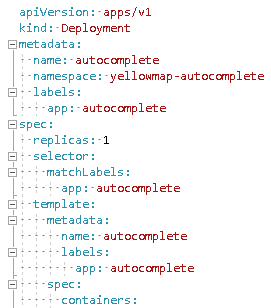 apiVersion: apps/v1
kind: Deployment
metadata:
  name: autocomplete
  namespace: yellowmap-autocomplete
  labels:
    app: autocomplete
spec:
  replicas: 1
  selector:
    matchLabels:
      app: autocomplete
  template:
    metadata:
      name: autocomplete
      labels:
        app: autocomplete
    spec:
      containers: